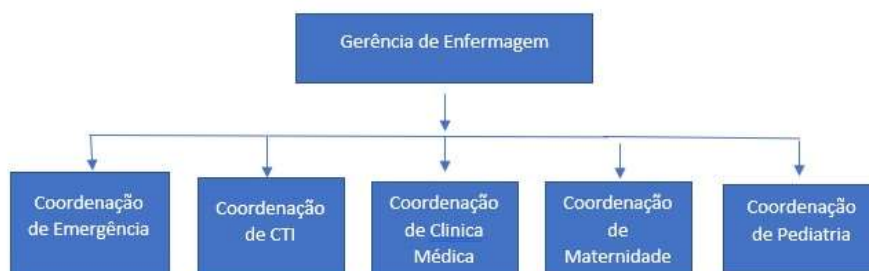 Gerência de Enfermagem
Coordenação
de Emergência
Coordenação
de CTI
Coordenação
de Clinica
Médica
Coordenação
de
Maternidade
Coordenação
de Pediatria